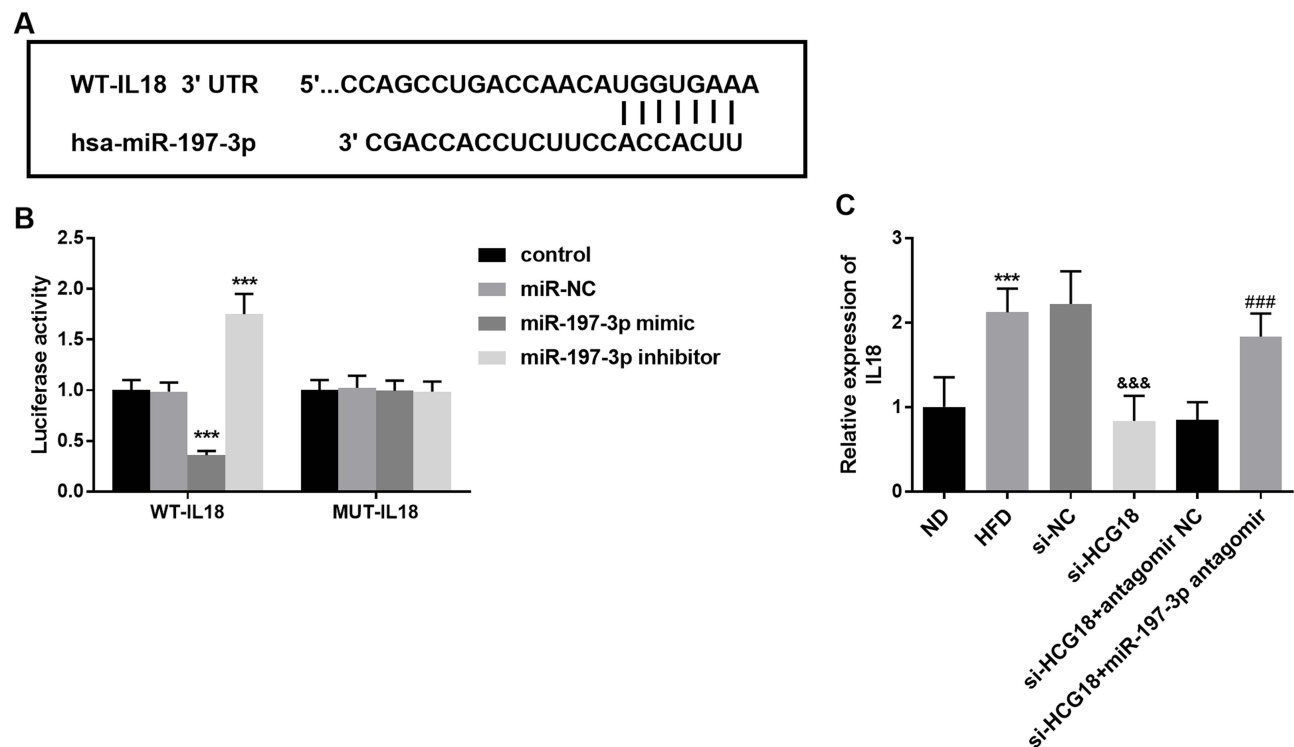 A
WT-IL18 3' UTR 5'...CCAGCCUGACCAACAUGGUGAAA
hsa-miR-197-3p 3' CGACCACCUCUUCCACCACUU
B
Luciferase activity
2.5
2.0
1.5
1.0
0.5
0.0
***
***
WT-IL18
MUT-IL18
control
miR-NC
miR-197-3p mimic
miR-197-3p inhibitor
C
Relative expression of
IL18
3
2
1
0
***
&&&
###
ND
HFD
si-NC
si-HCG18
si-HCG18+antagomir NC
si-HCG18+miR-197-3p antagomir